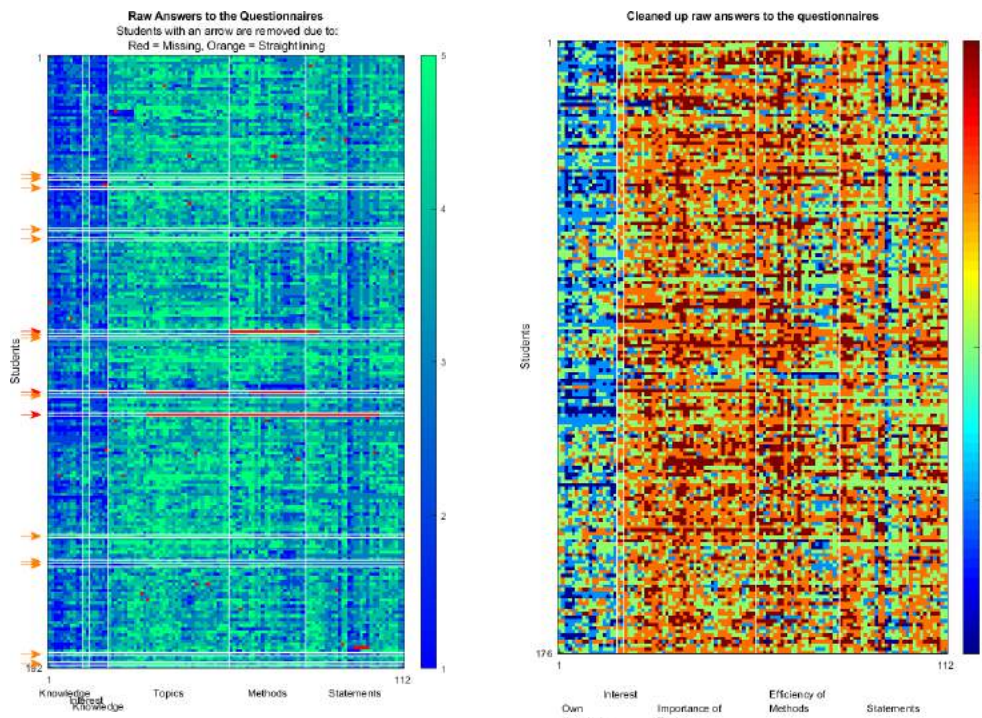 Raw Answers to the Questionnaires
Students with an arrow are removed due to:
Red = Missing, Orange = Straightlining
1
5
4
3
2
1
Students
1
112
Knowledge
Interest
Knowledge
Topics
Methods
Statements
Cleaned up raw answers to the questionnaires
1
Students
176
1
112
Interest
Efficiency of
Own
Importance of
Methods
Statements